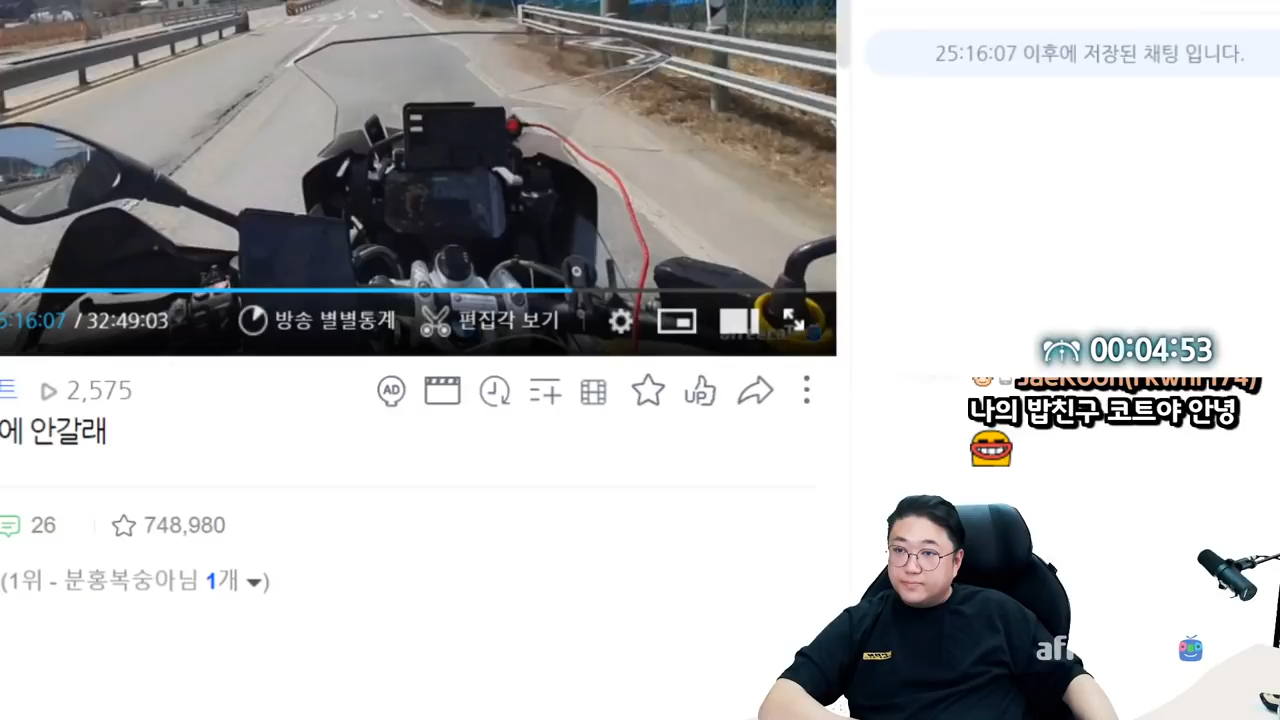 25:16:07 이후에 저장된 채팅 입니다.
5:16:07 / 32:49:03
방송 별별통계
편집각 보기
트
2,575
AD
UP
에 안갈래
26
748,980
(1위 - 분홍복숭아님 1개
)
00:04:53
나의 밥친구 코트야 안녕